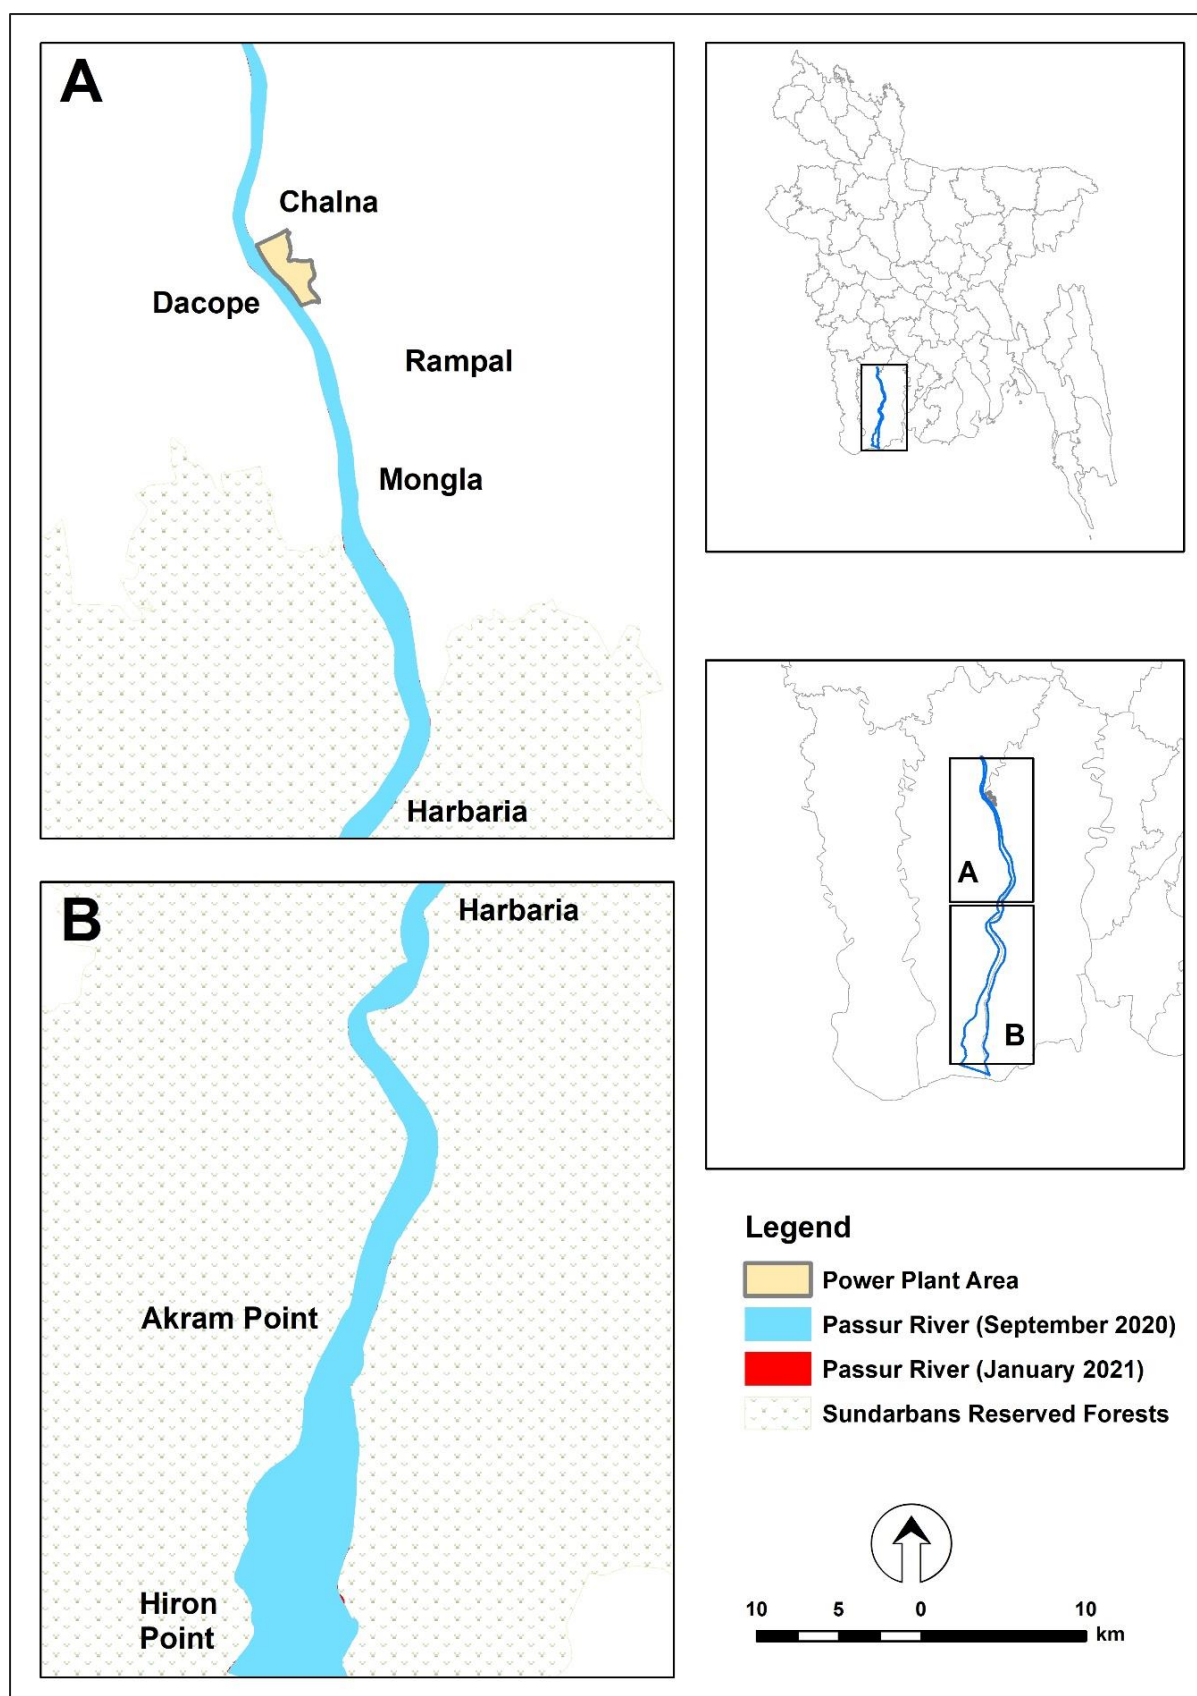 A
Chalna
Dacope
Rampal
Mongla
Harbaria
B
Harbaria
Akram Point
Hiron
Point
A
B
Legend
Power Plant Area
Passur River (September 2020)
Passur River (January 2021)
Sundarbans Reserved Forests
10 5 0 10
km